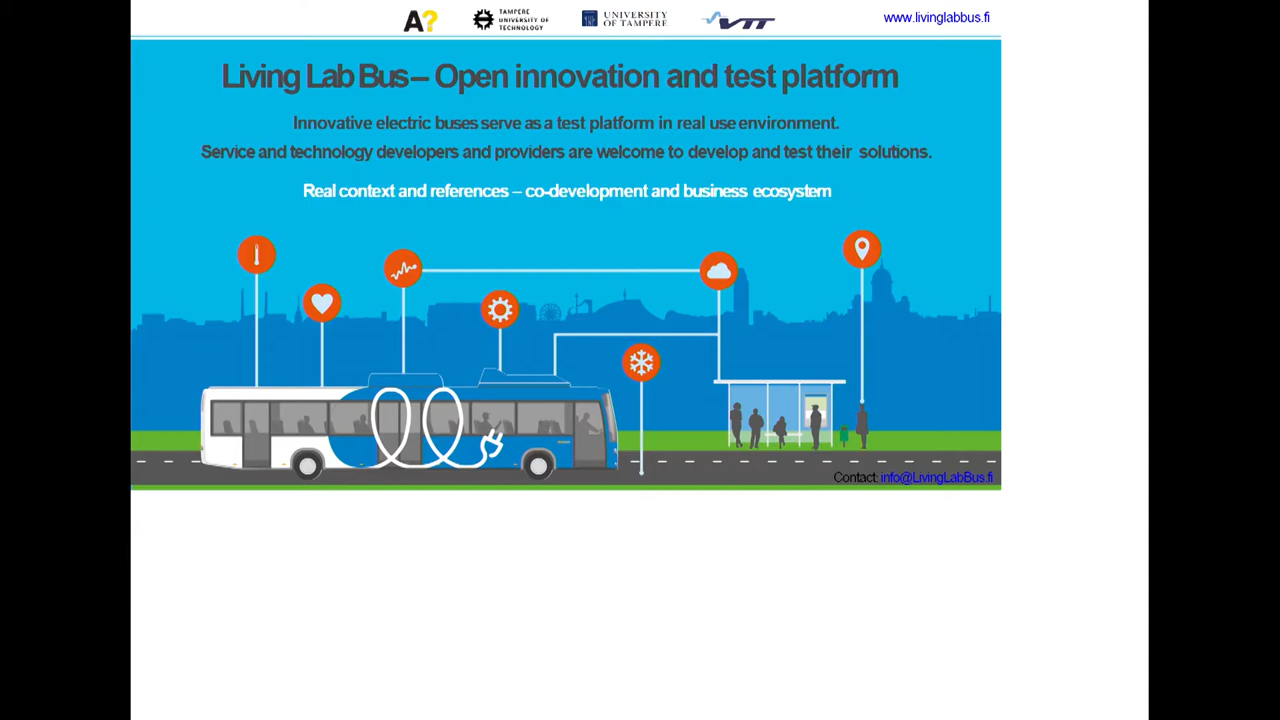 A?
TAMPERE
UNIVERSITY OF
TECHNOLOGY
UNIVERSITY
OF TAMPERE
VTT
www.livinglabbus.fi
Living Lab Bus – Open innovation and test platform
Innovative electric buses serve as a test platform in real use environment.
Service and technology developers and providers are welcome to develop and test their solutions.
Real context and references – co-development and business ecosystem
Contact: info@LivingLabBus.fi